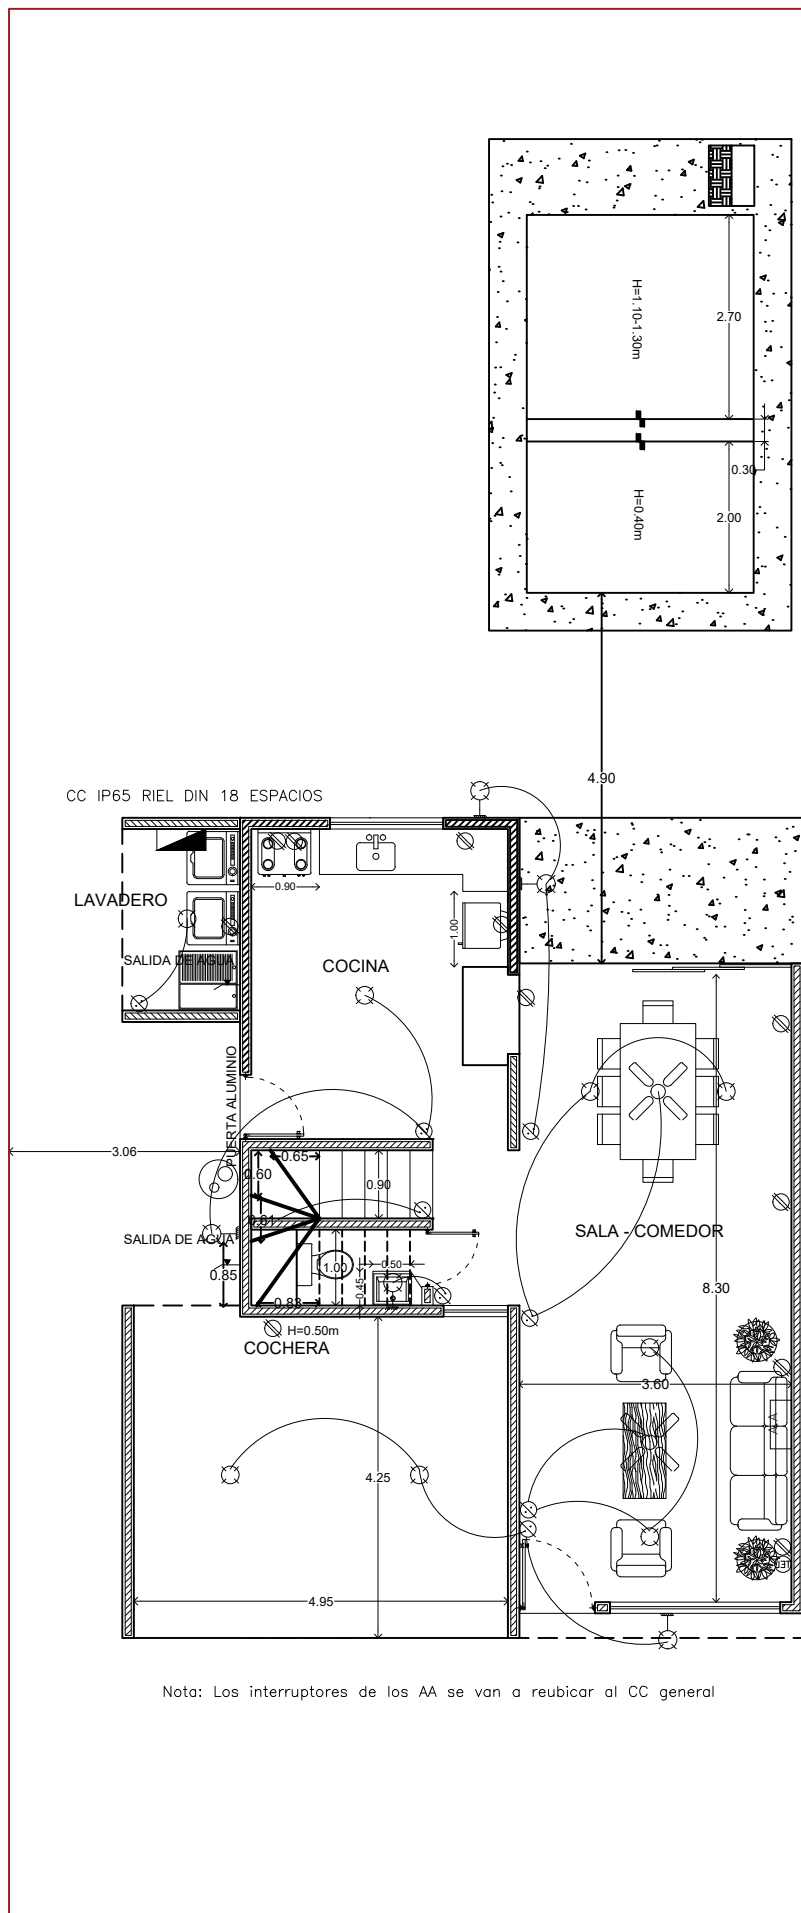 H=1.10-1.30m
2.70
0.30
H=0.40m
2.00
4.90
CC IP65 RIEL DIN 18 ESPACIOS
0.90
LAVADERO
1.00
SALIDA DE AGUA
COCINA
PUERTA ALUMINIO
3.06
0.65
0.60
0.90
0.61
SALIDA DE AGUA
SALA - COMEDOR
0.85
1.00
0.50
0.45
0.83
8.30
H=0.50m
COCHERA
3.60
4.25
4.95
Nota: Los interruptores de los AA se van a reubicar al CC general